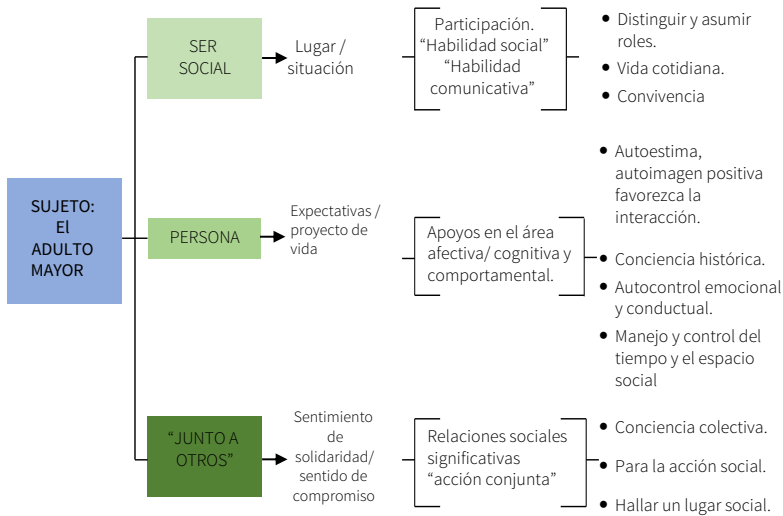 SUJETO:
El
ADULTO
MAYOR
SER
SOCIAL
Lugar /
situación
Participación.
“Habilidad social”
“Habilidad
comunicativa”
• Distinguir y asumir
roles.
• Vida cotidiana.
• Convivencia
PERSONA
Expectativas /
proyecto de
vida
Apoyos en el área
afectiva/ cognitiva y
comportamental.
• Autoestima,
autoimagen positiva
favorezca la
interacción.
• Conciencia histórica.
• Autocontrol emocional
y conductual.
• Manejo y control del
tiempo y el espacio
social
“JUNTO A
OTROS”
Sentimiento
de
solidaridad/
sentido de
compromiso
Relaciones sociales
significativas
“acción conjunta”
• Conciencia colectiva.
• Para la acción social.
• Hallar un lugar social.